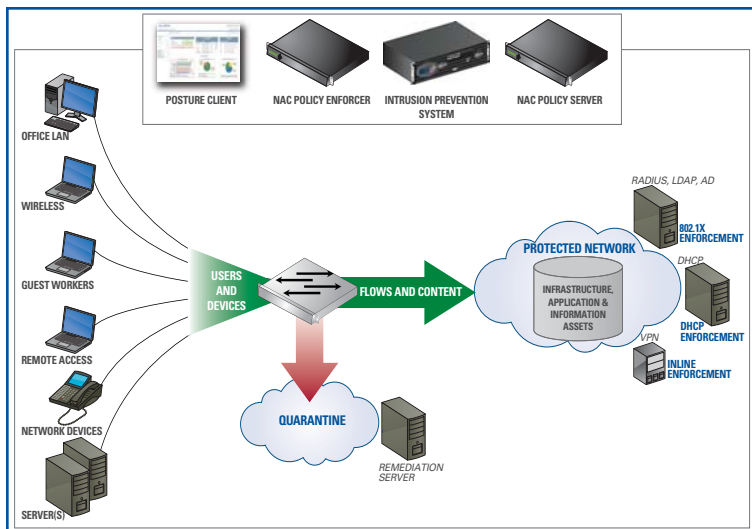 POSTURE CLIENT
NAC POLICY ENFORCER
INTRUSION PREVENTION
SYSTEM
NAC POLICY SERVER
OFFICE LAN
WIRELESS
GUEST WORKERS
REMOTE ACCESS
NETWORK DEVICES
SERVER(S)
USERS
AND
DEVICES
FLOWS AND CONTENT
PROTECTED NETWORK
INFRASTRUCTURE,
APPLICATION &
INFORMATION
ASSETS
RADIUS, LDAP, AD
802.1X
ENFORCEMENT
DHCP
DHCP
ENFORCEMENT
VPN
INLINE
ENFORCEMENT
QUARANTINE
REMEDIATION
SERVER